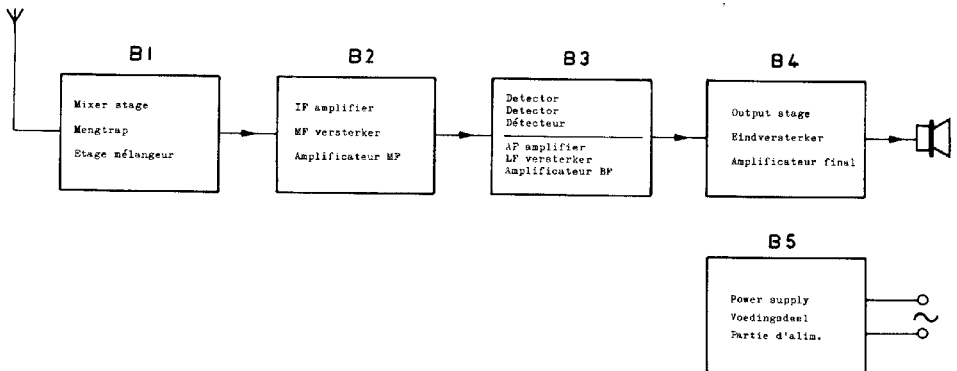 B1
Mixer stage
Mengtrap
Etage mélangeur
B2
IF amplifier
MF versterker
Amplificateur MF
B3
Detector
Detector
Détecteur
AF amplifier
LF versterker
Amplificateur BF
B4
Output stage
Eindversterker
Amplificateur final
B5
Power supply
Voedingsdeel
Partie d'alim.
~